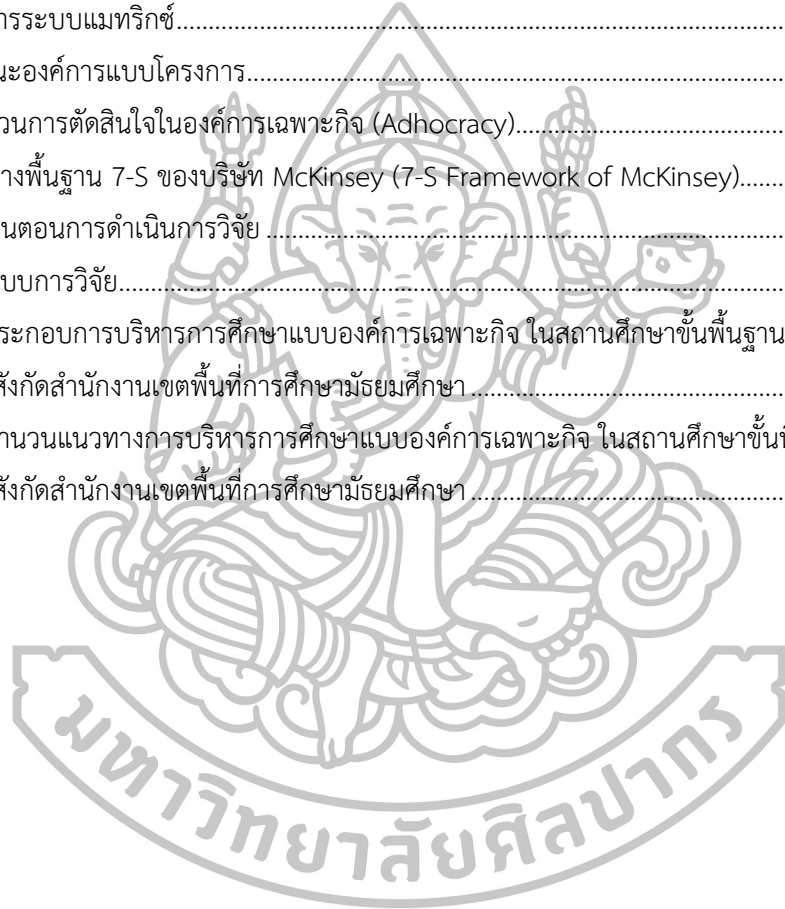 ารระบบแมทริกซ์
นะองค์การแบบโครงการ
วนการตัดสินใจในองค์การเฉพาะกิจ (Adhocracy)
างพื้นฐาน 7-S ของบริษัท McKinsey (7-S Framework of McKinsey)
นตอนการดำเนินการวิจัย
บบการวิจัย
ระกอบการบริหารการศึกษาแบบองค์การเฉพาะกิจ ในสถานศึกษาขั้นพื้นฐาน
สังกัดสำนักงานเขตพื้นที่การศึกษามัธยมศึกษา
ำนวนแนวทางการบริหารการศึกษาแบบองค์การเฉพาะกิจ ในสถานศึกษาขั้นพื
สังกัดสำนักงานเขตพื้นที่การศึกษามัธยมศึกษา
มหาวิทยาลัยศิลปากร